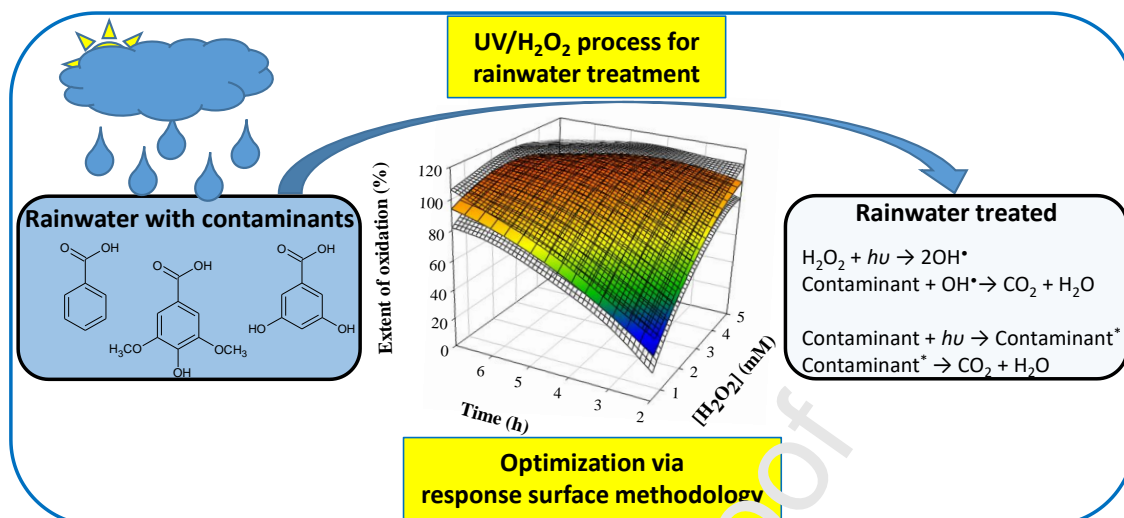 UV/H₂O₂ process for
rainwater treatment
Rainwater with contaminants
O
OH
O
OH
H₃CO
OCH₃
OH
O
OH
HO
OH
Extent of oxidation (%)
120
100
80
60
40
20
0
6
5
4
3
2
Time (h)
1
2
3
4
5
[H₂O₂] (mM)
Rainwater treated
H₂O₂ + hυ → 2OH•
Contaminant + OH•→ CO₂ + H₂O
Contaminant + hυ → Contaminant*
Contaminant* → CO₂ + H₂O
Optimization via
response surface methodology
oof